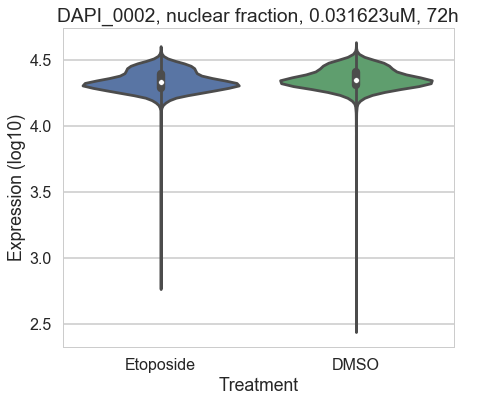 DAPI_0002, nuclear fraction, 0.031623uM, 72h
Expression (log10)
4.5
4.0
3.5
3.0
2.5
Etoposide DMSO
Treatment